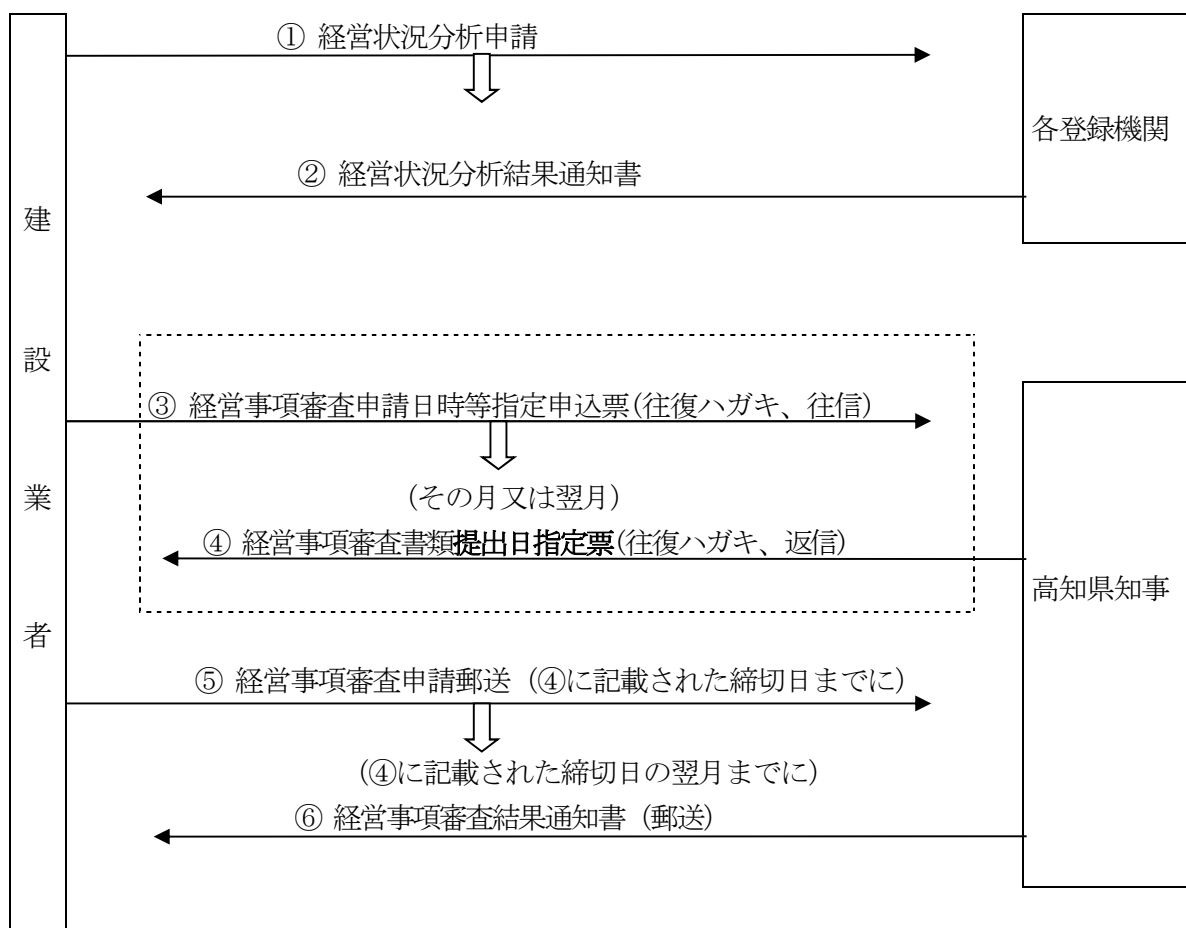 ① 経営状況分析申請
各登録機関
② 経営状況分析結果通知書
建設業者
③ 経営事項審査申請日時等指定申込票(往復ハガキ、往信)
(その月又は翌月)
④ 経営事項審査書類提出日指定票(往復ハガキ、返信)
高知県知事
⑤ 経営事項審査申請郵送 (④に記載された締切日までに)
(④に記載された締切日の翌月までに)
⑥ 経営事項審査結果通知書 (郵送)